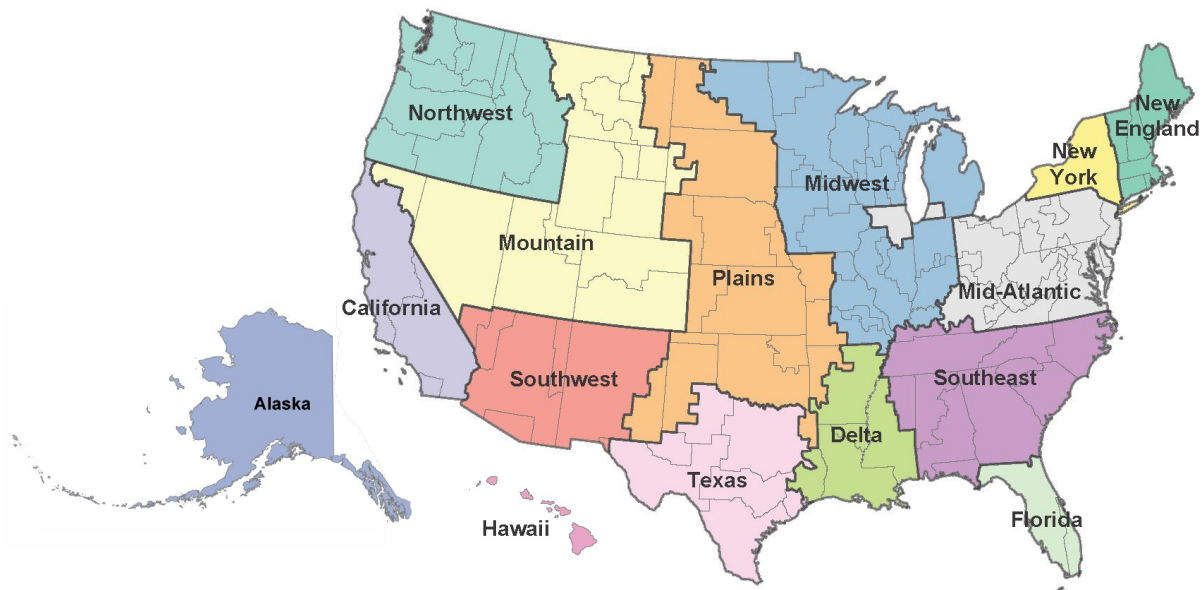 Northwest
New
England
New
York
Midwest
Mountain
Plains
Mid-Atlantic
California
Southwest
Southeast
Alaska
Delta
Texas
Florida
Hawaii